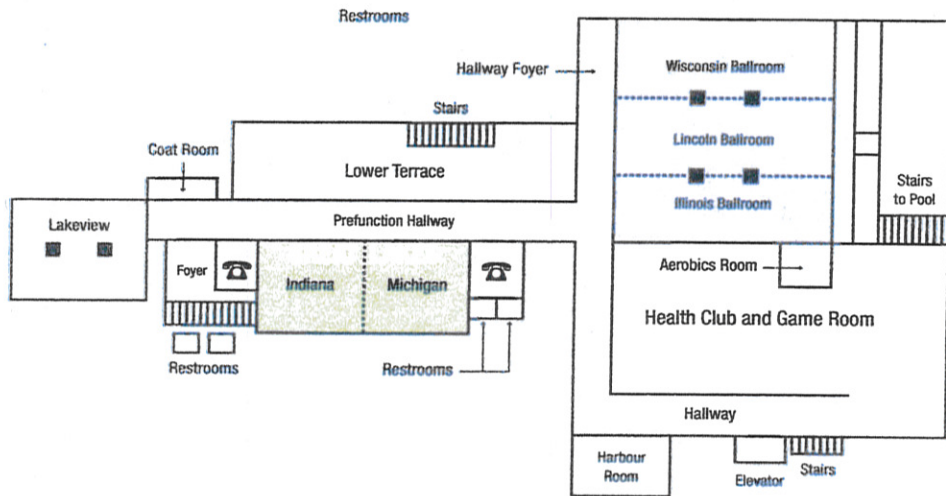 Restrooms
Hallway Foyer
Wisconsin Ballroom
Stairs
Lincoln Ballroom
Coat Room
Lower Terrace
Stairs
to Pool
Illinois Ballroom
Lakeview
Prefunction Hallway
Foyer
Indiana
Michigan
Aerobics Room
Health Club and Game Room
Restrooms
Restrooms
Hallway
Harbour
Room
Elevator
Stairs